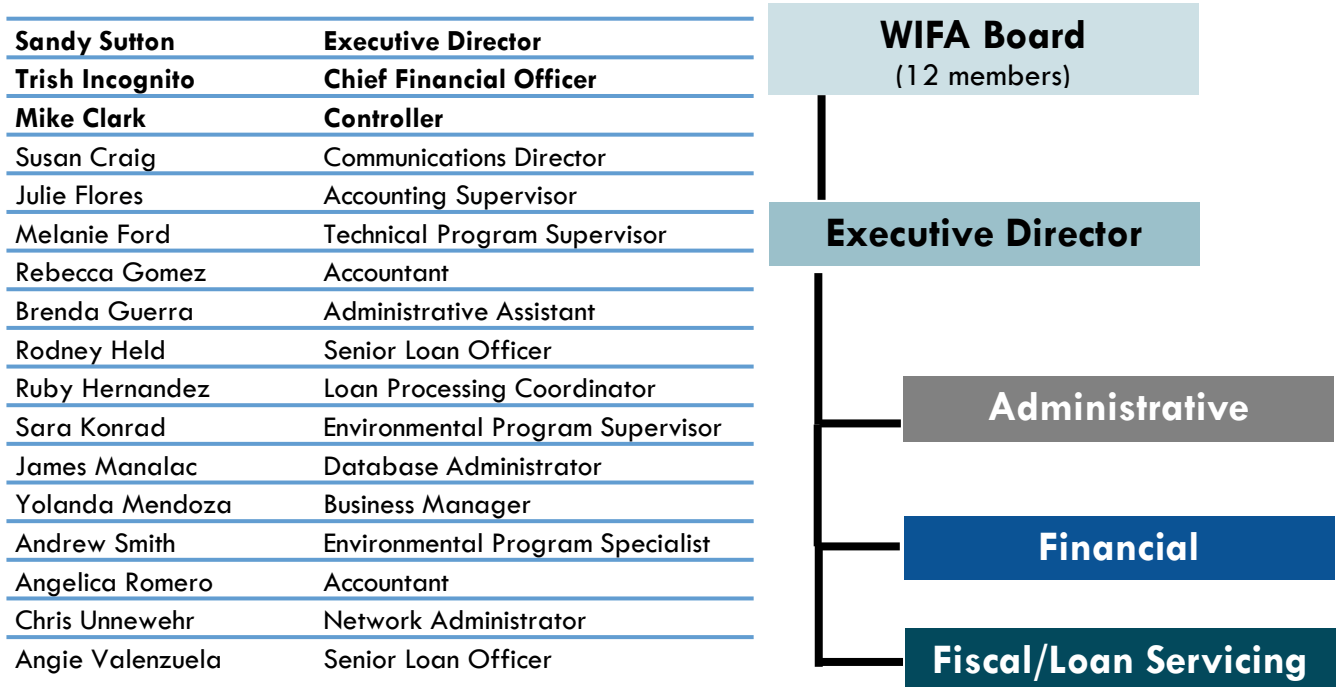 Sandy Sutton Executive Director
Trish Incognito Chief Financial Officer
Mike Clark Controller
Susan Craig Communications Director
Julie Flores Accounting Supervisor
Melanie Ford Technical Program Supervisor
Rebecca Gomez Accountant
Brenda Guerra Administrative Assistant
Rodney Held Senior Loan Officer
Ruby Hernandez Loan Processing Coordinator
Sara Konrad Environmental Program Supervisor
James Manalac Database Administrator
Yolanda Mendoza Business Manager
Andrew Smith Environmental Program Specialist
Angelica Romero Accountant
Chris Unnewehr Network Administrator
Angie Valenzuela Senior Loan Officer
WIFA Board
(12 members)
Executive Director
Administrative
Financial
Fiscal/Loan Servicing